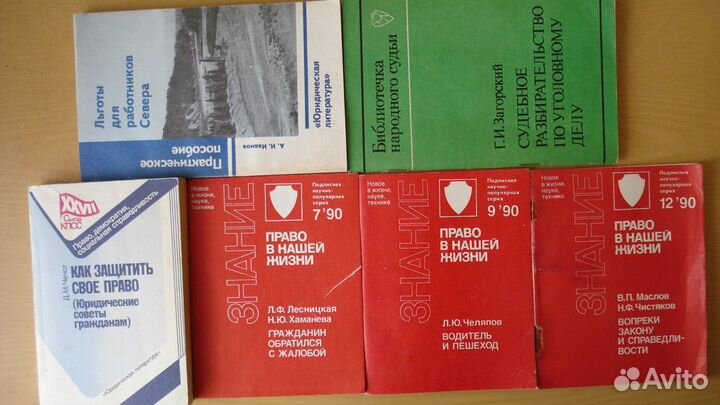 Льготы
для
работников
Севера
Практическое
пособие
А. И. Иванов
«Юридическая
литература»
Библиотечка
народного судьи
Г.И. Загорский
СУДЕБНОЕ
РАЗБИРАТЕЛЬСТВО
ПО УГОЛОВНОМУ
ДЕЛУ
XXVII
Съезд
КПСС
Право, демократия,
социальная справедливость
Д.М. Чечот
КАК ЗАЩИТИТЬ
СВОЕ ПРАВО
(Юридические
советы
гражданам)
«Юридическая литература»
Новое
в жизни,
науке,
технике
ЗНАНИЕ
Подписная
научно-
популярная
серия
7'90
ПРАВО
В НАШЕЙ
ЖИЗНИ
Л.Ф. Лесницкая
Н.Ю. Хаманева
ГРАЖДАНИН
ОБРАТИЛСЯ
С ЖАЛОБОЙ
Новое
в жизни,
науке,
технике
ЗНАНИЕ
Подписная
научно-
популярная
серия
9'90
ПРАВО
В НАШЕЙ
ЖИЗНИ
Л.Ю. Челяпов
ВОДИТЕЛЬ
И ПЕШЕХОД
Новое
в жизни,
науке,
технике
ЗНАНИЕ
Подписная
научно-
популярная
серия
12'90
ПРАВО
В НАШЕЙ
ЖИЗНИ
В.П. Маслов
Н.Ф. Чистяков
ВОПРЕКИ
ЗАКОНУ
И СПРАВЕДЛИ-
ВОСТИ
Avito